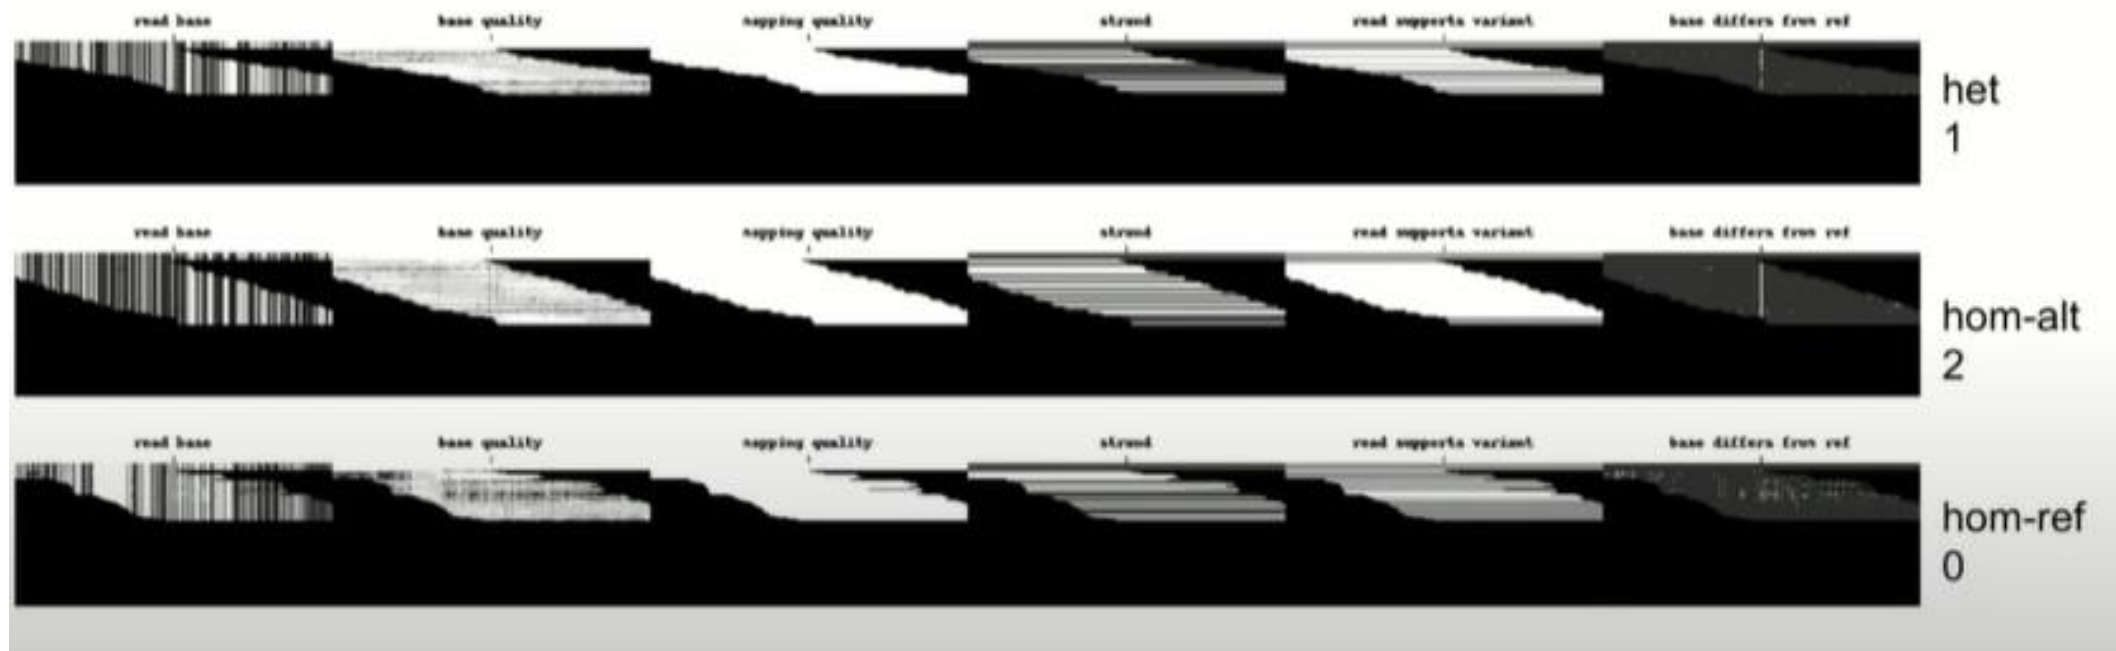 read base base quality mapping quality strand read supports variant base differs from ref
het
1
read base base quality mapping quality strand read supports variant base differs from ref
hom-alt
2
read base base quality mapping quality strand read supports variant base differs from ref
hom-ref
0